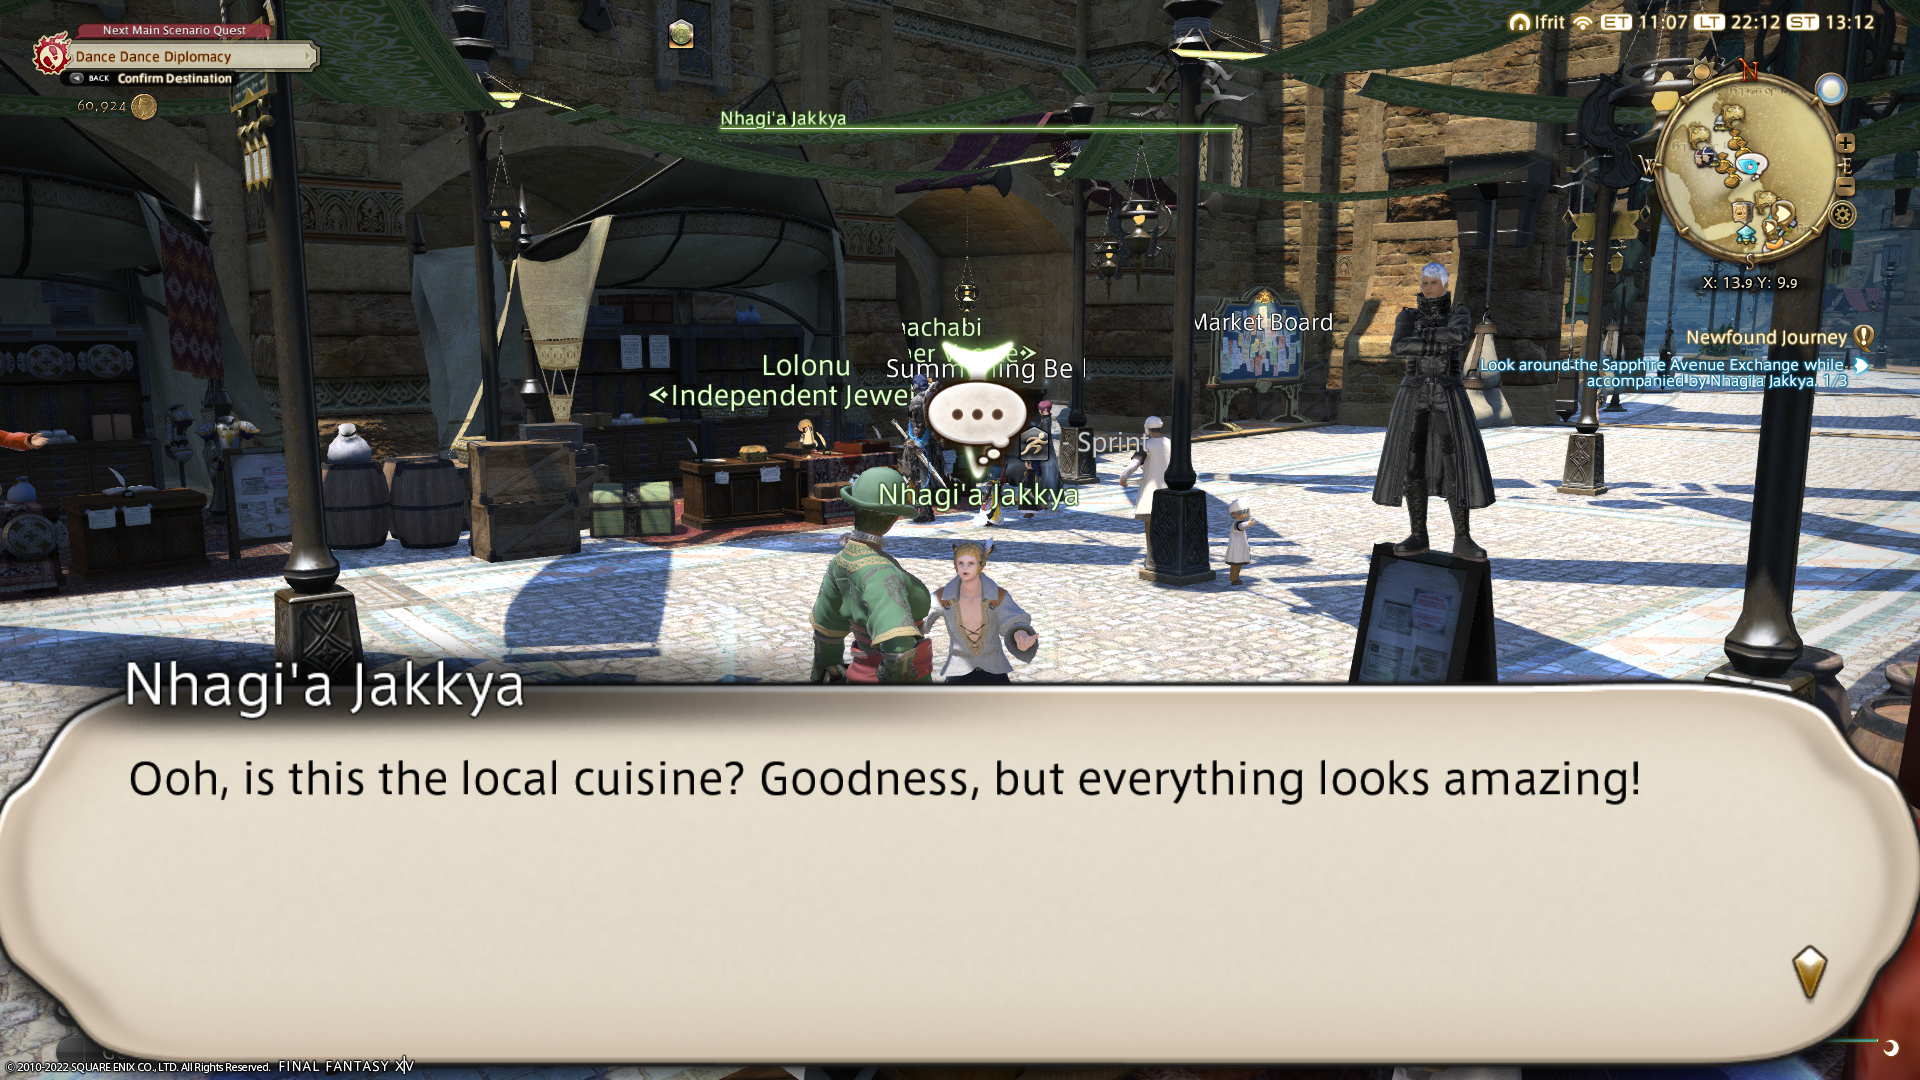 Next Main Scenario Quest
Dance Dance Diplomacy
BACK Confirm Destination
60,924
Ifrit ET 11:07 LT 22:12 ST 13:12
Nhagi'a Jakkya
N
W
E
S
X: 13.9 Y: 9.9
Newfound Journey
Look around the Sapphire Avenue Exchange while
accompanied by Nhagi'a Jakkya. 1/3
Market Board
Lolonu
Independent Jewe
Sprint
Nhagi'a Jakkya
Nhagi'a Jakkya
Ooh, is this the local cuisine? Goodness, but everything looks amazing!
© 2010-2022 SQUARE ENIX CO., LTD. All Rights Reserved. FINAL FANTASY XIV